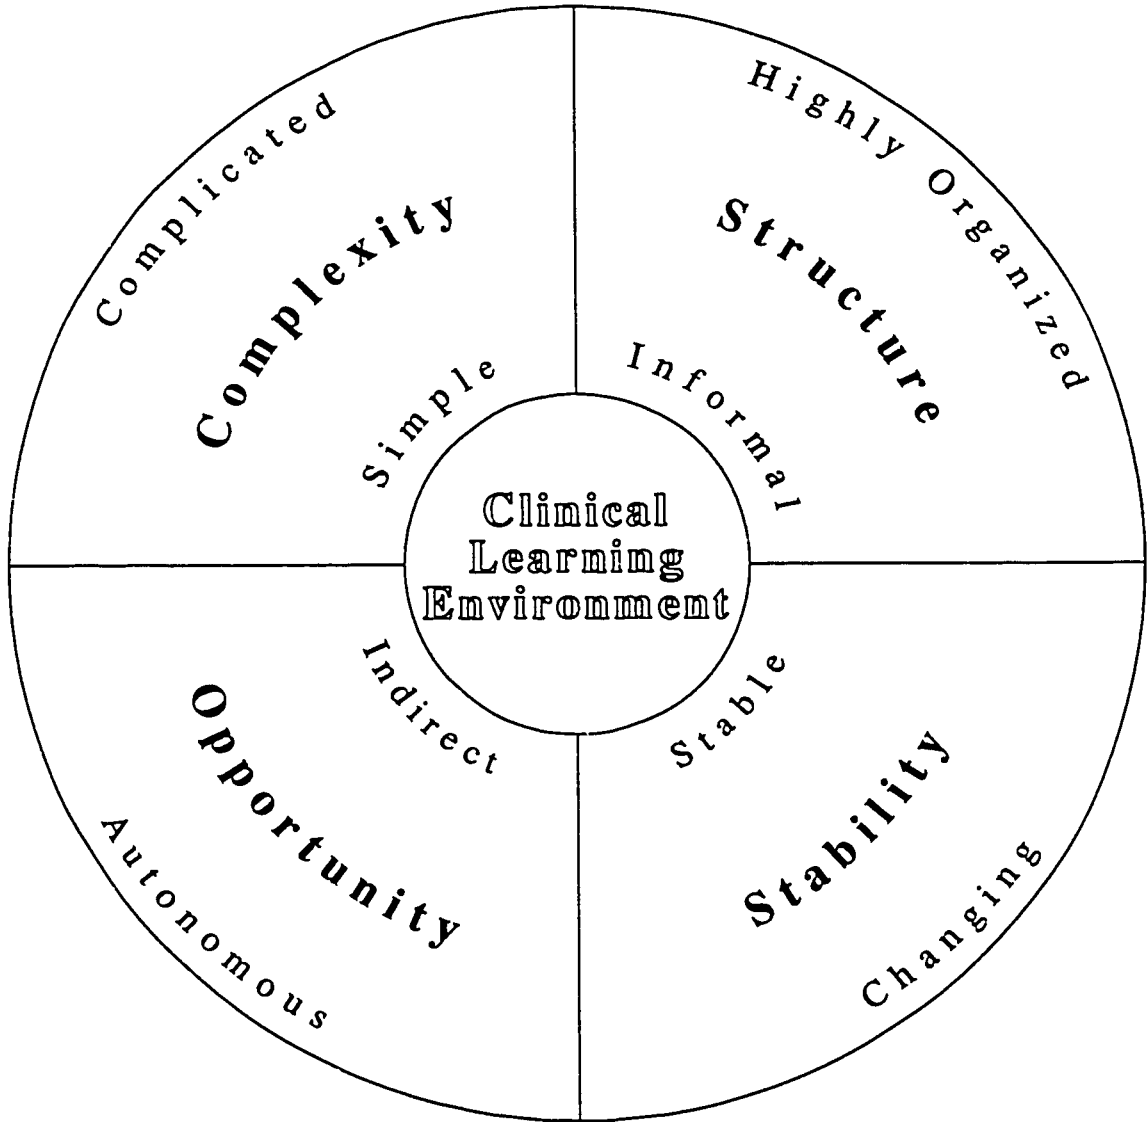 Complicated
Complexity
Simple
Highly Organized
Structure
Informal
Clinical
Learning
Environment
Indirect
Opportunity
Autonomous
Stable
Stability
Changing